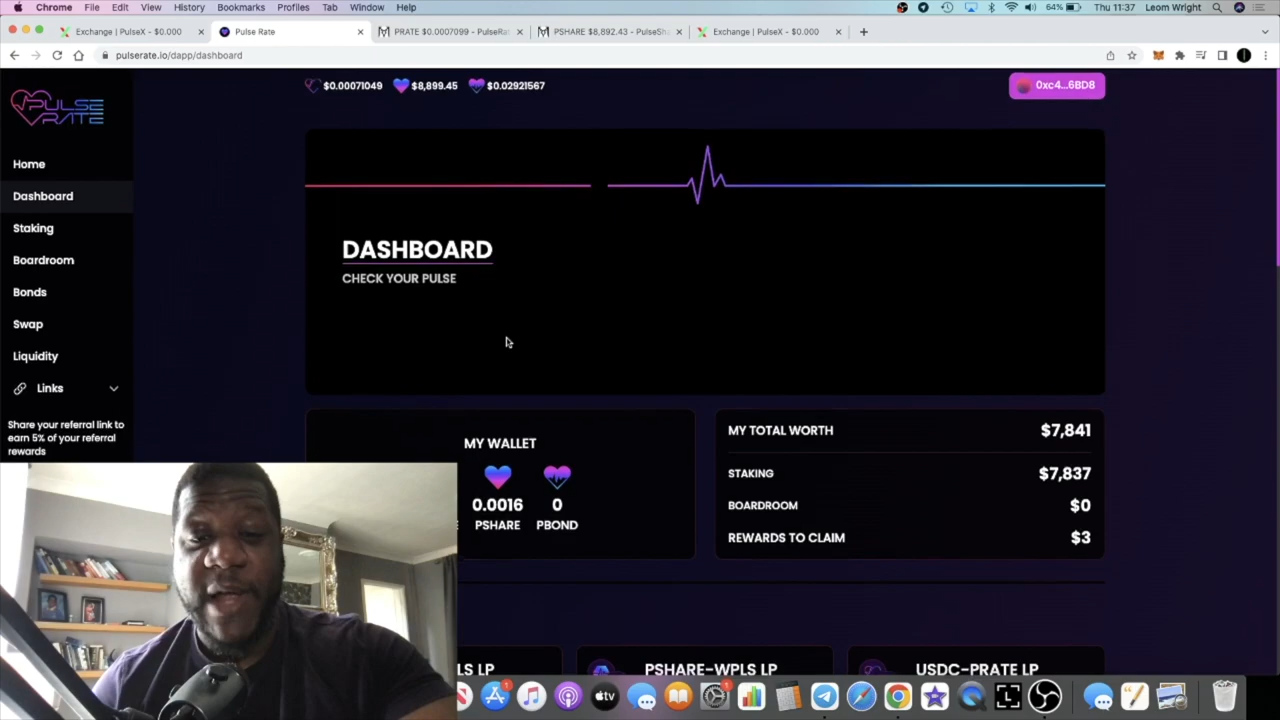 Chrome File Edit View History Bookmarks Profiles Tab Window Help 64% Thu 11:37 Leom Wright
Exchange | PulseX - $0.000 Pulse Rate PRATE $0.0007099 - PulseRa PSHARE $8,892.43 - PulseSh Exchange | PulseX - $0.000
pulserate.io/dapp/dashboard
PULSE RATE
$0.00071049 $8,899.45 $0.02921567 0xc4...6BD8
Home
Dashboard
Staking
Boardroom
Bonds
Swap
Liquidity
Links
Share your referral link to
earn 5% of your referral
rewards
DASHBOARD
CHECK YOUR PULSE
MY WALLET
0.0016 0
PSHARE PBOND
MY TOTAL WORTH $7,841
STAKING $7,837
BOARDROOM $0
REWARDS TO CLAIM $3
LS LP PSHARE-WPLS LP USDC-PRATE LP
tv